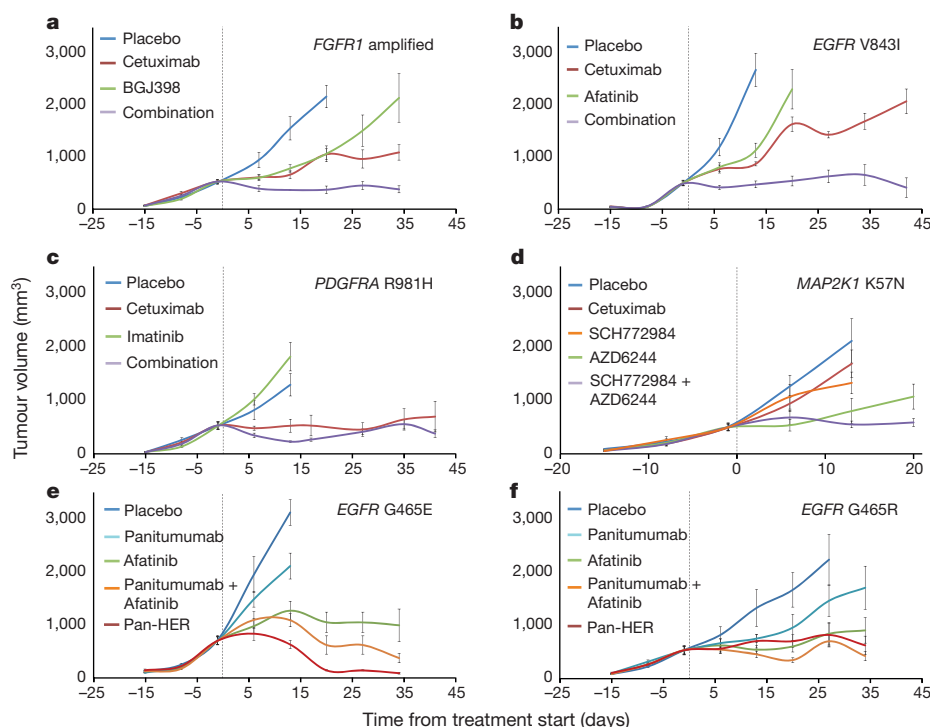 a
FGFR1 amplified
Placebo
Cetuximab
BGJ398
Combination
3,000
2,000
1,000
0
−25 −15 −5 5 15 25 35 45
b
EGFR V843I
Placebo
Cetuximab
Afatinib
Combination
3,000
2,000
1,000
0
−25 −15 −5 5 15 25 35 45
Tumour volume (mm³)
c
PDGFRA R981H
Placebo
Cetuximab
Imatinib
Combination
3,000
2,000
1,000
0
−25 −15 −5 5 15 25 35 45
d
MAP2K1 K57N
Placebo
Cetuximab
SCH772984
AZD6244
SCH772984 +
AZD6244
3,000
2,000
1,000
0
−20 −10 0 10 20
e
EGFR G465E
Placebo
Panitumumab
Afatinib
Panitumumab +
Afatinib
Pan-HER
3,000
2,000
1,000
0
−25 −15 −5 5 15 25 35 45
f
EGFR G465R
Placebo
Panitumumab
Afatinib
Panitumumab +
Afatinib
Pan-HER
3,000
2,000
1,000
0
−25 −15 −5 5 15 25 35 45
Time from treatment start (days)